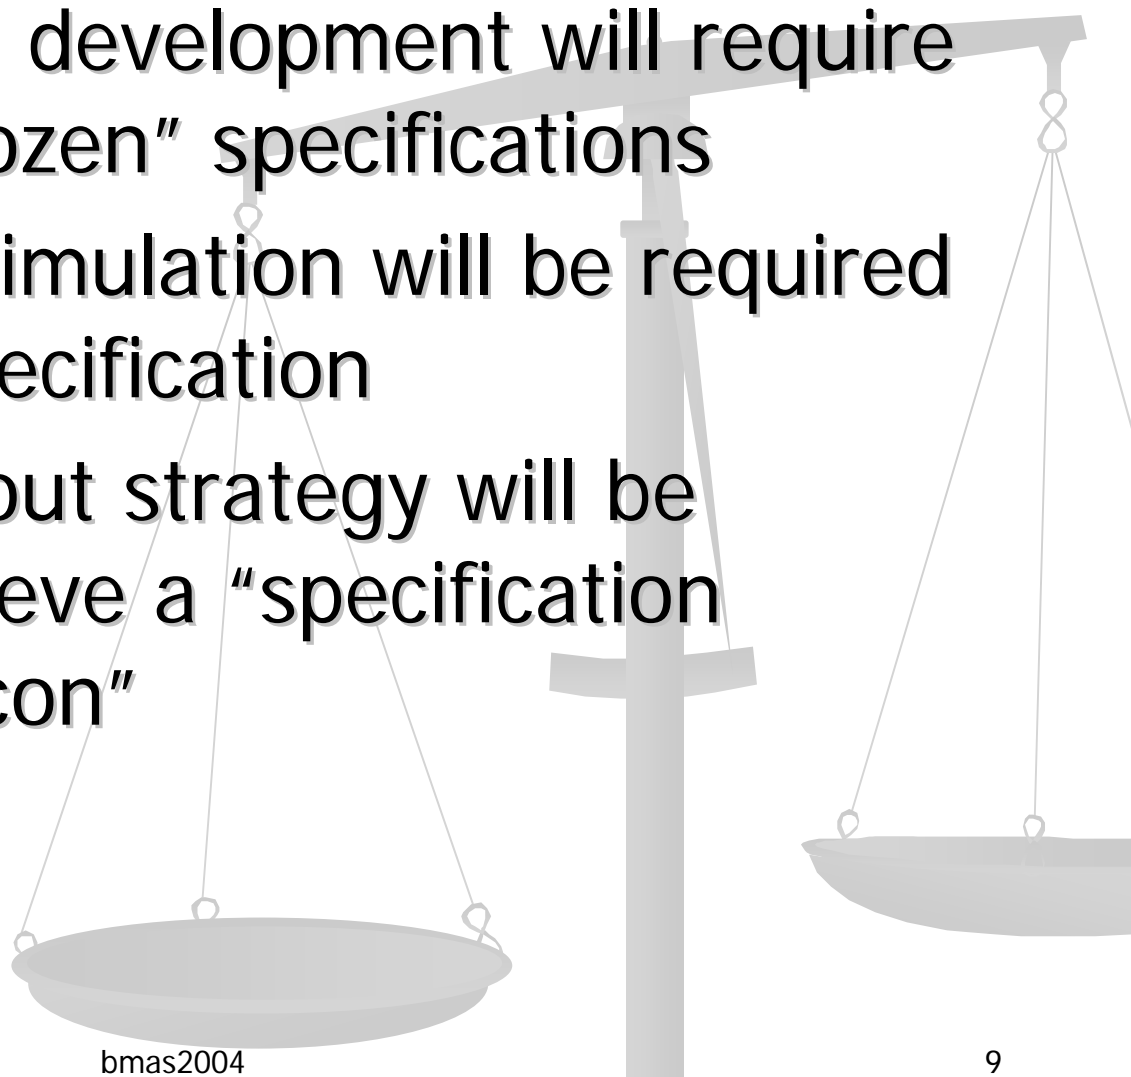 development will require
ozen” specifications
imulation will be required
ecification
out strategy will be
eve a “specification
con”
bmas2004 9